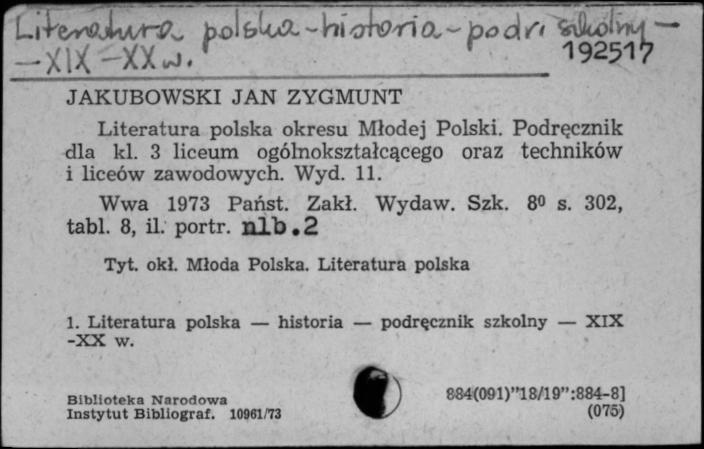 Literatura polska - historia - podr. szkolny -
- XIX - XX w.
192517
JAKUBOWSKI JAN ZYGMUNT
Literatura polska okresu Młodej Polski. Podręcznik
dla kl. 3 liceum ogólnokształcącego oraz techników
i liceów zawodowych. Wyd. 11.
Wwa 1973 Państ. Zakł. Wydaw. Szk. 8⁰ s. 302,
tabl. 8, il. portr. nlb.2
Tyt. okł. Młoda Polska. Literatura polska
1. Literatura polska — historia — podręcznik szkolny — XIX
-XX w.
884(091)"18/19":884-8]
(075)
Biblioteka Narodowa
Instytut Bibliograf. 10961/73